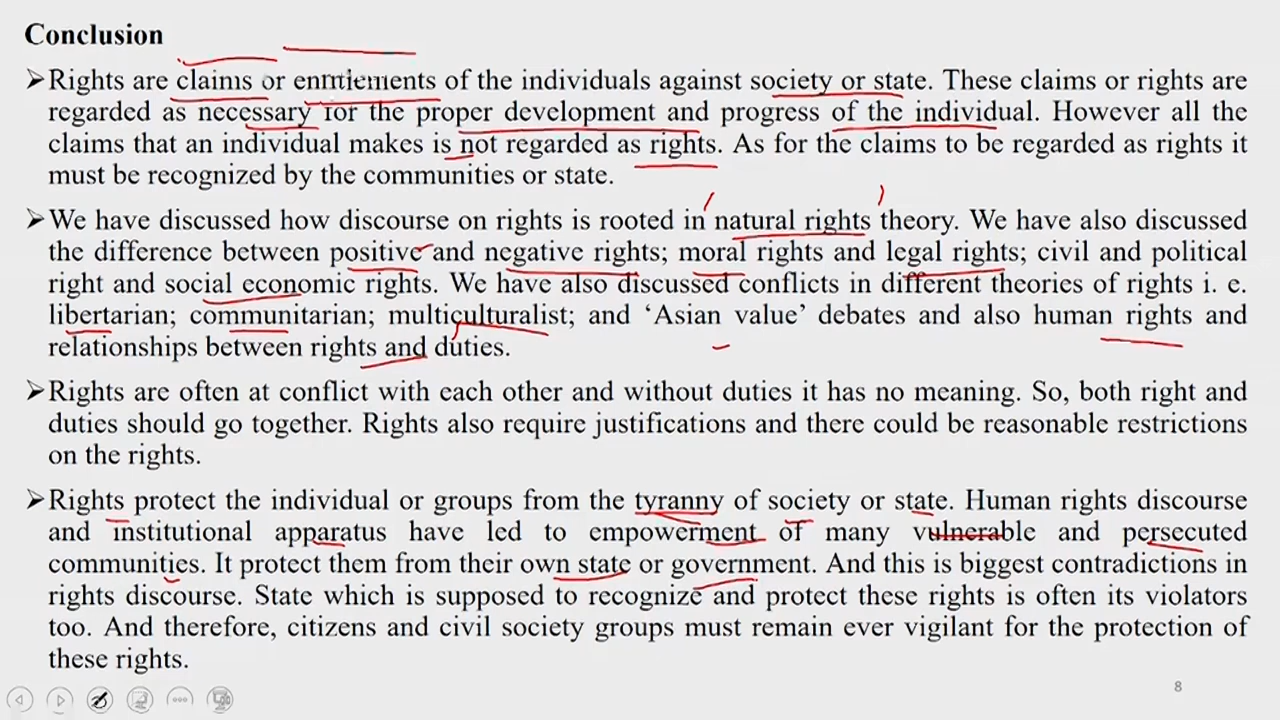 Conclusion
➢Rights are claims or entitlements of the individuals against society or state. These claims or rights are
regarded as necessary for the proper development and progress of the individual. However all the
claims that an individual makes is not regarded as rights. As for the claims to be regarded as rights it
must be recognized by the communities or state.
➢We have discussed how discourse on rights is rooted in natural rights theory. We have also discussed
the difference between positive and negative rights; moral rights and legal rights; civil and political
right and social economic rights. We have also discussed conflicts in different theories of rights i. e.
libertarian; communitarian; multiculturalist; and ‘Asian value’ debates and also human rights and
relationships between rights and duties.
➢Rights are often at conflict with each other and without duties it has no meaning. So, both right and
duties should go together. Rights also require justifications and there could be reasonable restrictions
on the rights.
➢Rights protect the individual or groups from the tyranny of society or state. Human rights discourse
and institutional apparatus have led to empowerment of many vulnerable and persecuted
communities. It protect them from their own state or government. And this is biggest contradictions in
rights discourse. State which is supposed to recognize and protect these rights is often its violators
too. And therefore, citizens and civil society groups must remain ever vigilant for the protection of
these rights.
8